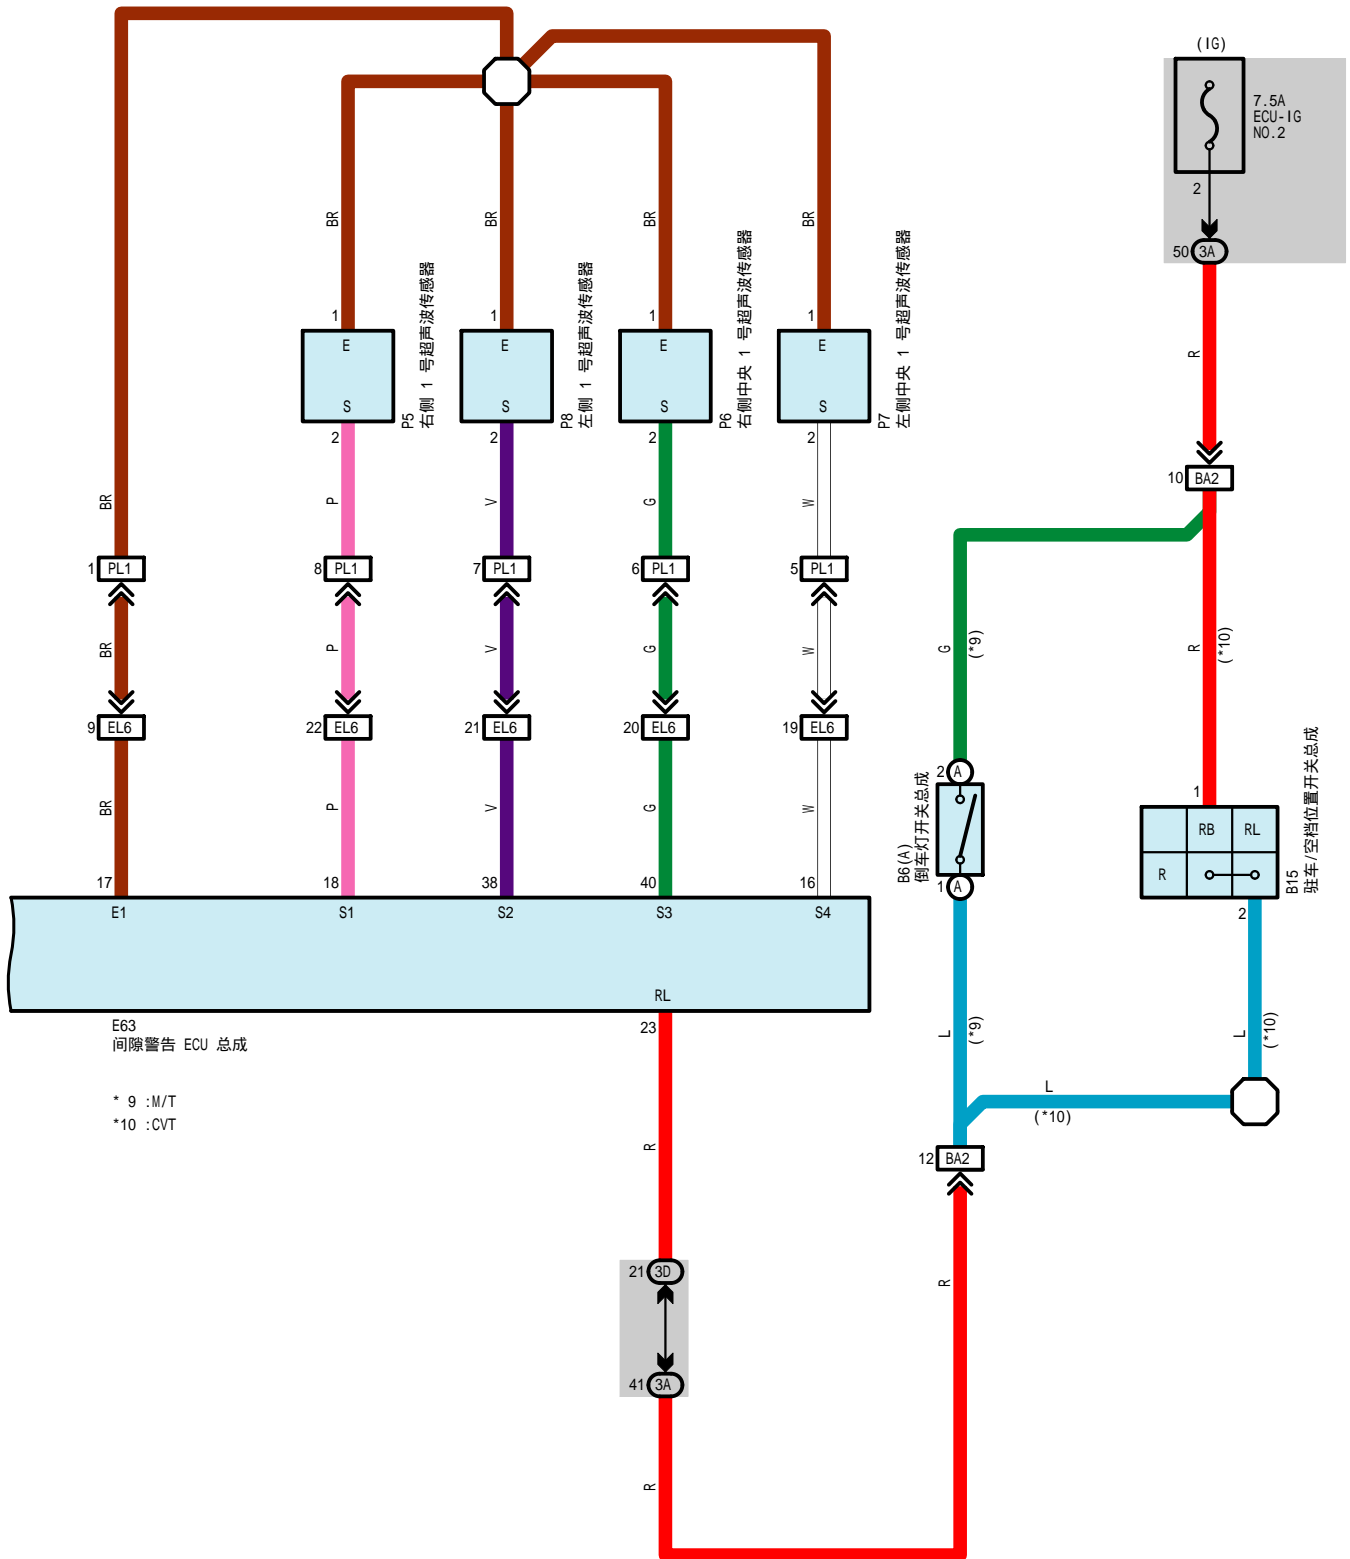 (IG)
7.5A
ECU-IG
NO.2
2
50
3A
BR
BR
BR
BR
R
1
1
1
1
E
E
E
E
S
S
S
S
P5
右侧 1 号超声波传感器
P8
左侧 1 号超声波传感器
P6
右侧中央 1 号超声波传感器
P7
左侧中央 1 号超声波传感器
2
2
2
2
10
BA2
BR
P
V
G
W
1
PL1
8
PL1
7
PL1
6
PL1
5
PL1
BR
P
V
G
W
G
(*9)
R
(*10)
9
EL6
22
EL6
21
EL6
20
EL6
19
EL6
BR
P
V
G
W
2
A
B6(A)
倒车灯开关总成
1
A
1
RB
RL
R
B15
驻车/空档位置开关总成
2
17
18
38
40
16
E1
S1
S2
S3
S4
RL
E63
间隙警告 ECU 总成
23
L
(*9)
L
(*10)
* 9 :M/T
*10 :CVT
L
(*10)
12
BA2
R
21
3D
R
41
3A
R